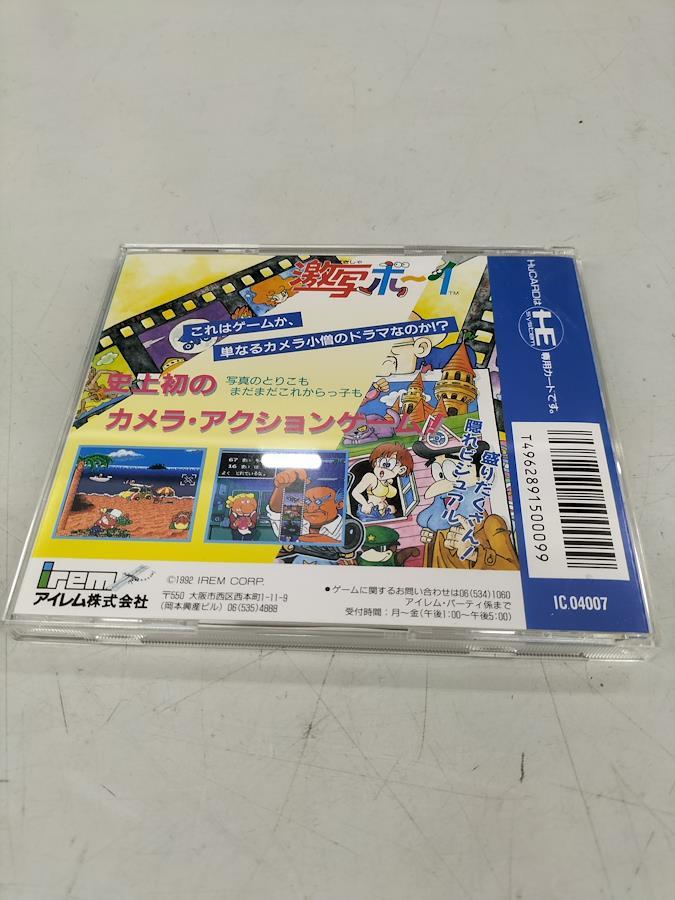 げきしゃ
激写ボーイ™
これはゲームか、
単なるカメラ小僧のドラマなのか!?
史上初の
写真のとりこも
まだまだこれからっ子も
カメラ・アクションゲーム!
盛りだくさん!
隠れビジュアル、
irem
アイレム株式会社
©1992 IREM CORP.
〒550 大阪市西区西本町1-11-9
(岡本興産ビル) 06(535)4888
●ゲームに関するお問い合わせは06(534)1060
アイレム・パーティ係まで
受付時間:月〜金(午後1:00〜午後5:00)
HUCARDは
HE
SYSTEM
専用カードです。
T4962891500099
IC.04007